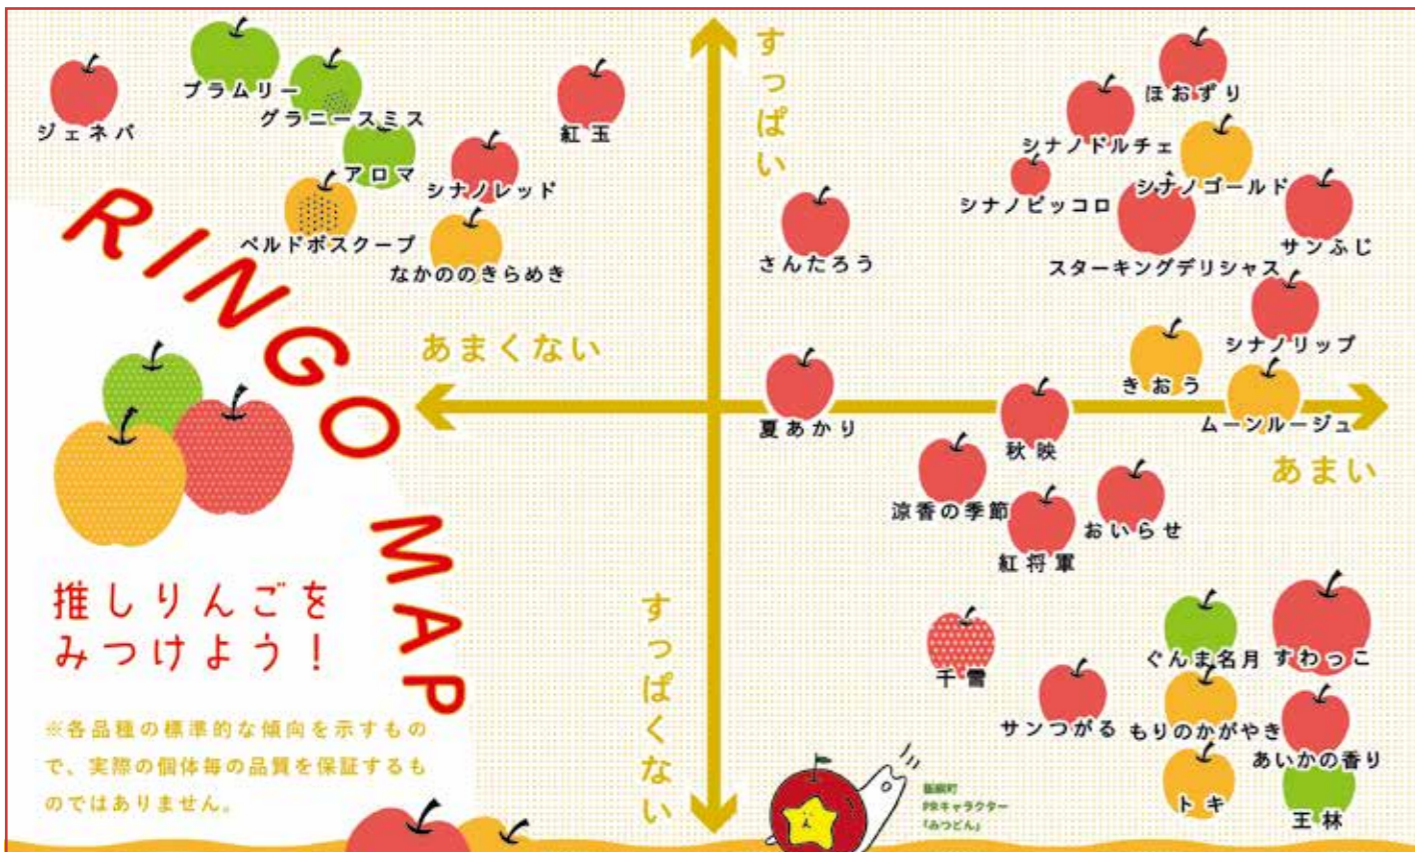 RINGO MAP
推しりんごを
みつけよう！
※各品種の標準的な傾向を示すもの
で、実際の個体毎の品質を保証するも
のではありません。
すっぱい
すっぱくない
あまくない
あまい
ジェネバ
ブラムリー
グラニースミス
アロマ
紅玉
シナノレッド
ベルドボスクープ
なかののきらめき
ほおずり
シナノドルチェ
シナノゴールド
シナノピッコロ
さんたろう
スターキングデリシャス
サンふじ
シナノリップ
きおう
ムーンルージュ
夏あかり
秋映
涼香の季節
紅将軍
おいらせ
千雪
サンつがる
ぐんま名月
すわっこ
もりのかがやき
あいかの香り
トキ
王林
飯綱町
PRキャラクター
「みつどん」